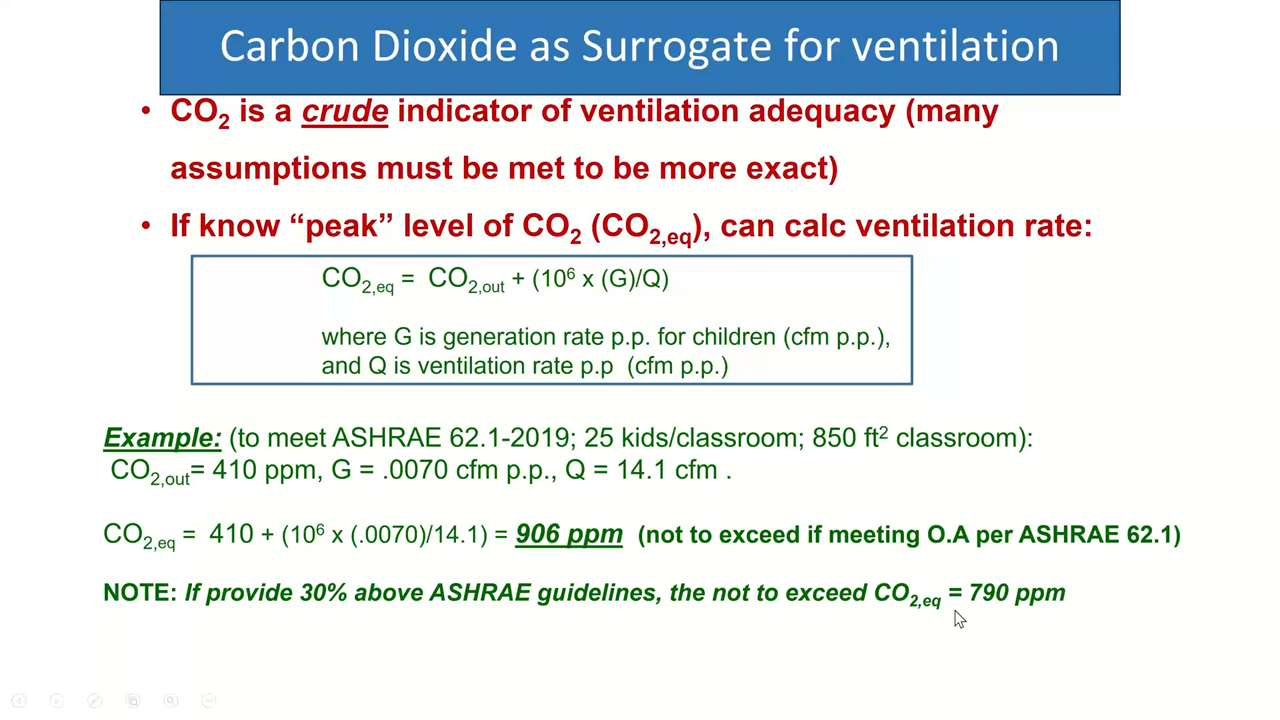 Carbon Dioxide as Surrogate for ventilation
• CO₂ is a crude indicator of ventilation adequacy (many
assumptions must be met to be more exact)
• If know “peak” level of CO₂ (CO2,eq), can calc ventilation rate:
CO2,eq = CO2,out + (10⁶ x (G)/Q)
where G is generation rate p.p. for children (cfm p.p.),
and Q is ventilation rate p.p (cfm p.p.)
Example: (to meet ASHRAE 62.1-2019; 25 kids/classroom; 850 ft² classroom):
CO2,out= 410 ppm, G = .0070 cfm p.p., Q = 14.1 cfm .
CO2,eq = 410 + (10⁶ x (.0070)/14.1) = 906 ppm (not to exceed if meeting O.A per ASHRAE 62.1)
NOTE: If provide 30% above ASHRAE guidelines, the not to exceed CO2,eq = 790 ppm